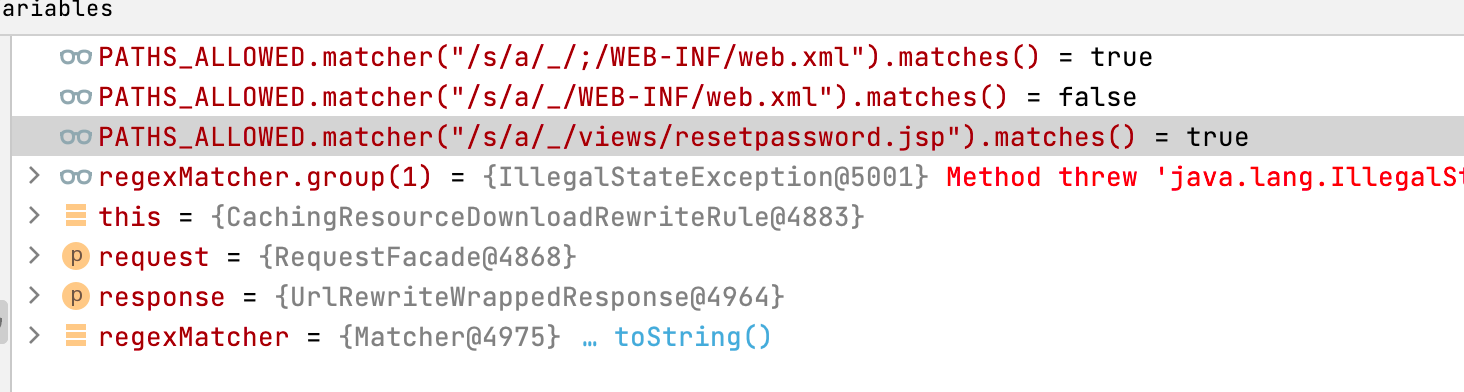 ariables
PATHS_ALLOWED.matcher("/s/a/_/;/WEB-INF/web.xml").matches() = true
PATHS_ALLOWED.matcher("/s/a/_/WEB-INF/web.xml").matches() = false
PATHS_ALLOWED.matcher("/s/a/_/views/resetpassword.jsp").matches() = true
regexMatcher.group(1) = {IllegalStateException@5001} Method threw 'java.lang.IllegalSt
this = {CachingResourceDownloadRewriteRule@4883}
p request = {RequestFacade@4868}
p response = {UrlRewriteWrappedResponse@4964}
regexMatcher = {Matcher@4975} … toString()